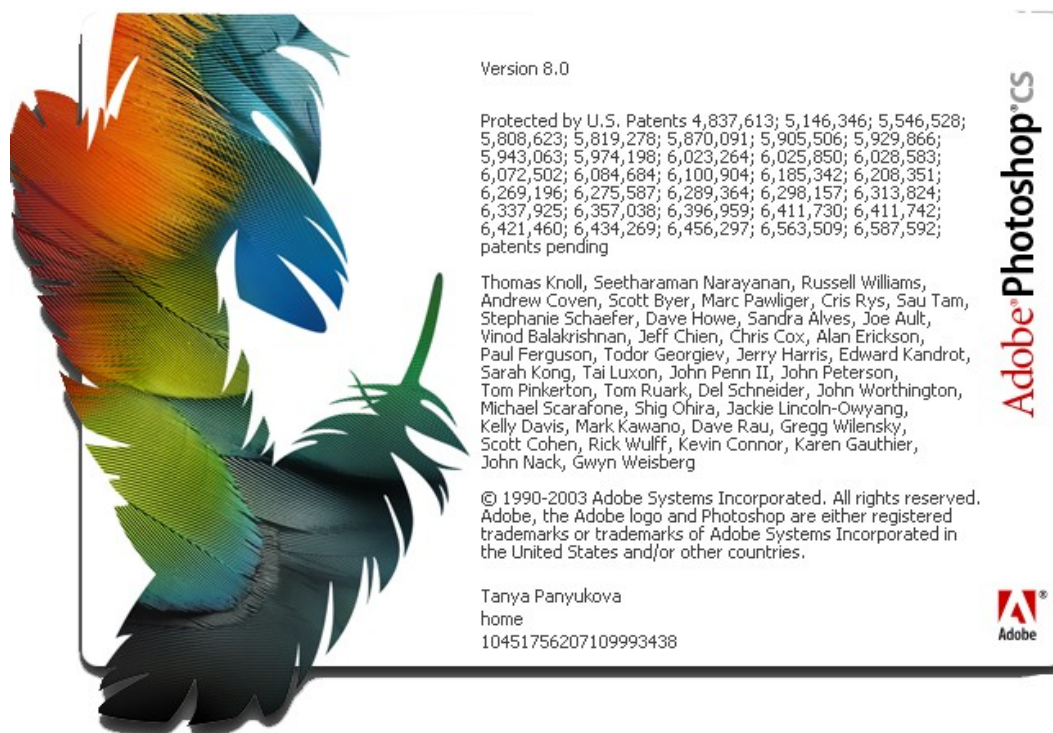 Version 8.0
Protected by U.S. Patents 4,837,613; 5,146,346; 5,546,528;
5,808,623; 5,819,278; 5,870,091; 5,905,506; 5,929,866;
5,943,063; 5,974,198; 6,023,264; 6,025,850; 6,028,583;
6,072,502; 6,084,684; 6,100,904; 6,185,342; 6,208,351;
6,269,196; 6,275,587; 6,289,364; 6,298,157; 6,313,824;
6,337,925; 6,357,038; 6,396,959; 6,411,730; 6,411,742;
6,421,460; 6,434,269; 6,456,297; 6,563,509; 6,587,592;
patents pending
Thomas Knoll, Seetharaman Narayanan, Russell Williams,
Andrew Coven, Scott Byer, Marc Pawliger, Cris Rys, Sau Tam,
Stephanie Schaefer, Dave Howe, Sandra Alves, Joe Ault,
Vinod Balakrishnan, Jeff Chien, Chris Cox, Alan Erickson,
Paul Ferguson, Todor Georgiev, Jerry Harris, Edward Kandrot,
Sarah Kong, Tai Luxon, John Penn II, John Peterson,
Tom Pinkerton, Tom Ruark, Del Schneider, John Worthington,
Michael Scarafone, Shig Ohira, Jackie Lincoln-Owyang,
Kelly Davis, Mark Kawano, Dave Rau, Gregg Wilensky,
Scott Cohen, Rick Wulff, Kevin Connor, Karen Gauthier,
John Nack, Gwyn Weisberg
© 1990-2003 Adobe Systems Incorporated. All rights reserved.
Adobe, the Adobe logo and Photoshop are either registered
trademarks or trademarks of Adobe Systems Incorporated in
the United States and/or other countries.
Tanya Panyukova
home
10451756207109993438
Adobe® Photoshop® CS
®
Adobe